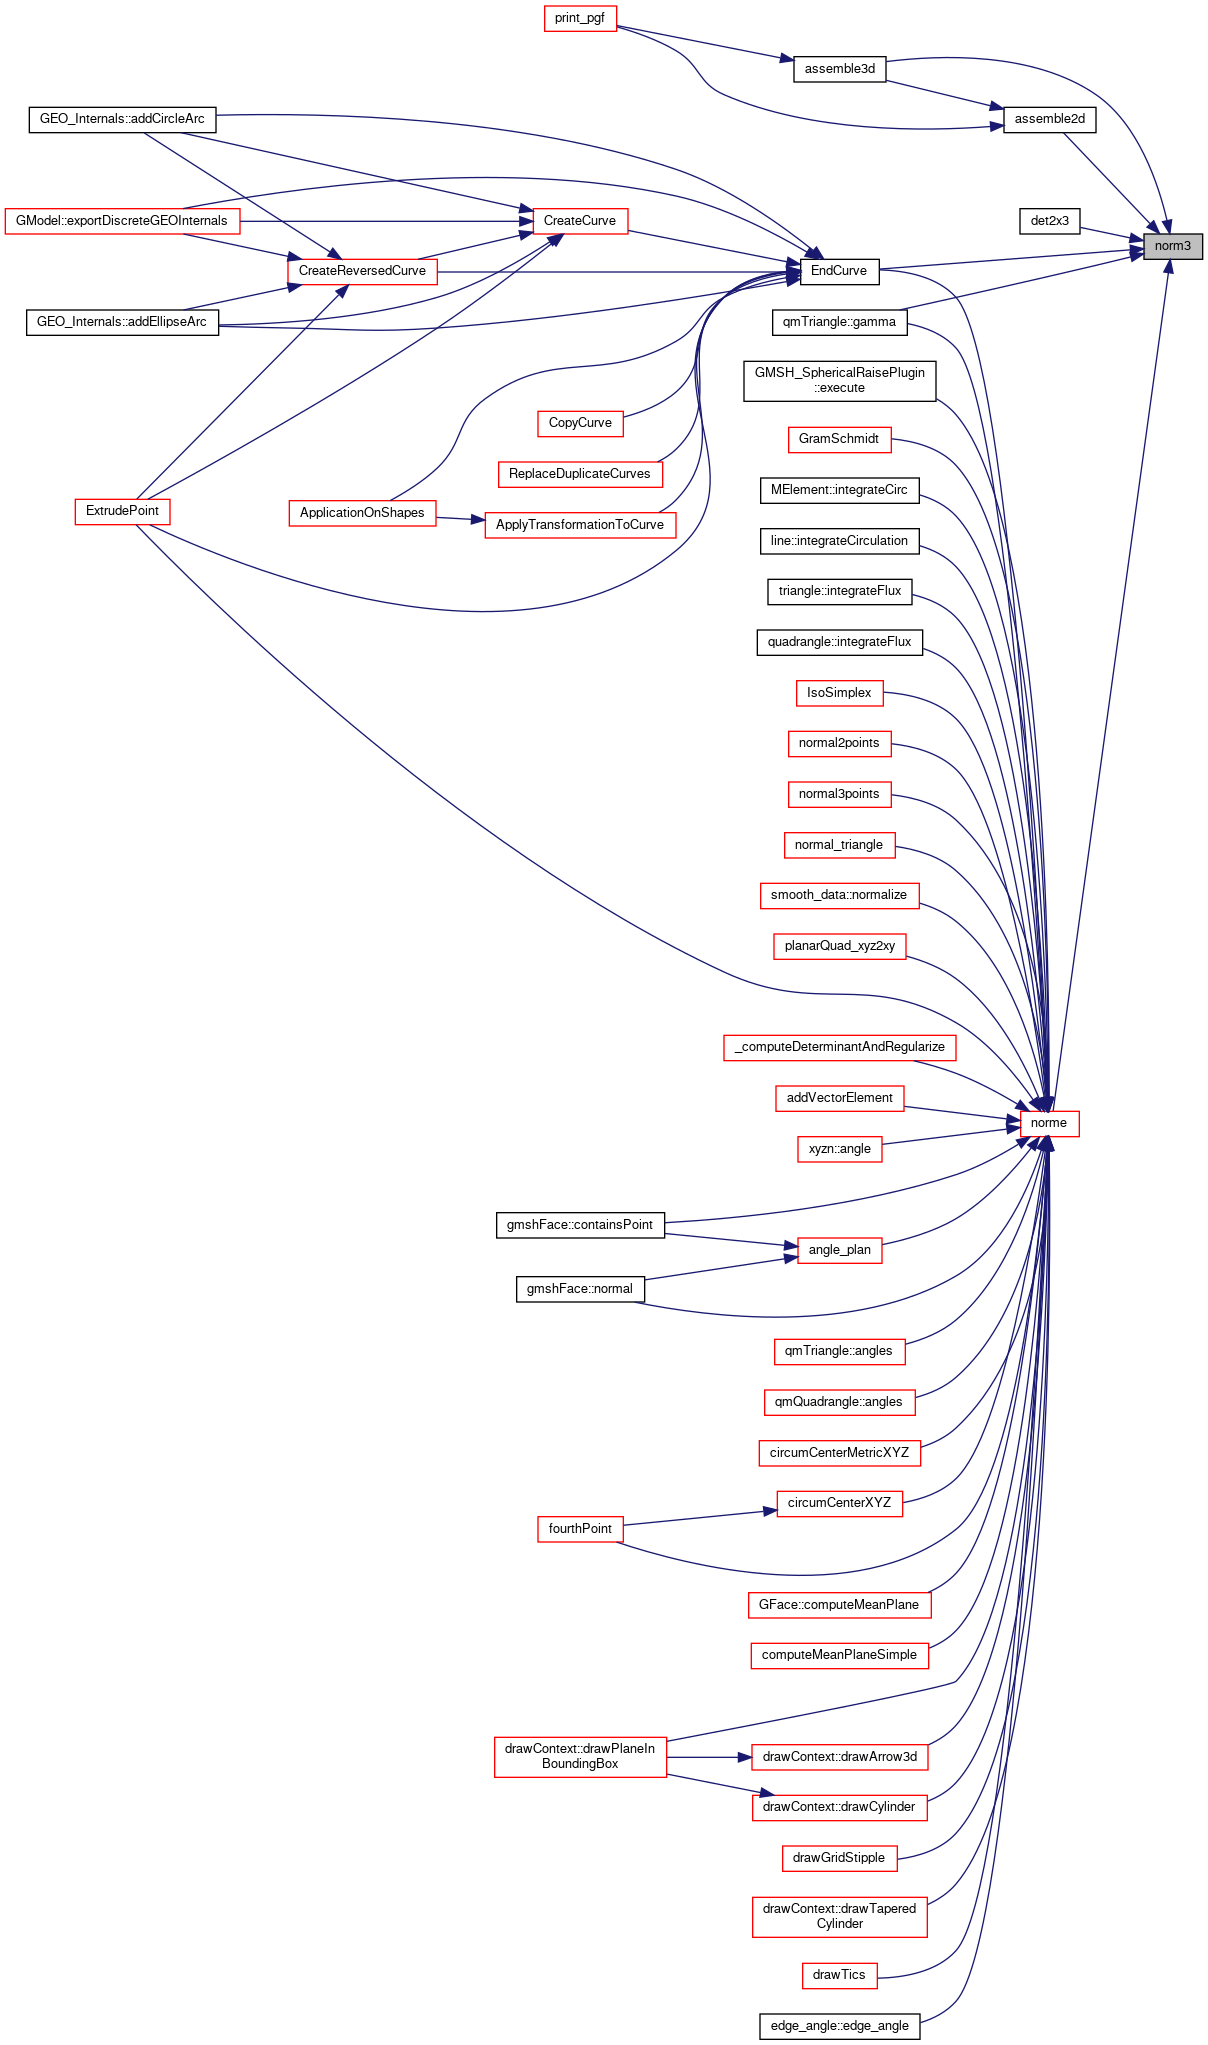 print_pgf
assemble3d
GEO_Internals::addCircleArc
assemble2d
GModel::exportDiscreteGEOInternals
CreateCurve
det2x3
norm3
CreateReversedCurve
EndCurve
GEO_Internals::addEllipseArc
qmTriangle::gamma
GMSH_SphericalRaisePlugin
::execute
CopyCurve
GramSchmidt
ReplaceDuplicateCurves
MElement::integrateCirc
ExtrudePoint
ApplicationOnShapes
ApplyTransformationToCurve
line::integrateCirculation
triangle::integrateFlux
quadrangle::integrateFlux
IsoSimplex
normal2points
normal3points
normal_triangle
smooth_data::normalize
planarQuad_xyz2xy
_computeDeterminantAndRegularize
addVectorElement
norme
xyzn::angle
gmshFace::containsPoint
angle_plan
gmshFace::normal
qmTriangle::angles
qmQuadrangle::angles
circumCenterMetricXYZ
circumCenterXYZ
fourthPoint
GFace::computeMeanPlane
computeMeanPlaneSimple
drawContext::drawPlaneIn
BoundingBox
drawContext::drawArrow3d
drawContext::drawCylinder
drawGridStipple
drawContext::drawTapered
Cylinder
drawTics
edge_angle::edge_angle